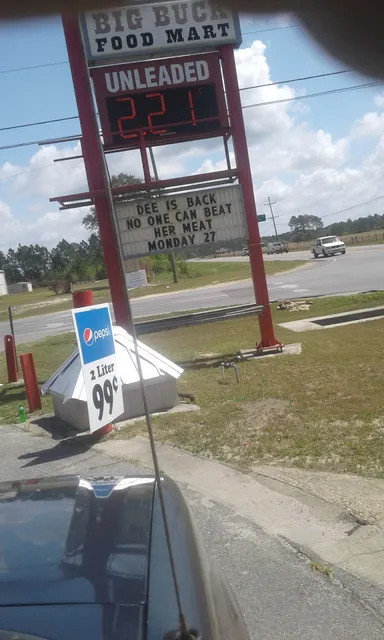 BIG BUCK
FOOD MART
UNLEADED
2219
DEE IS BACK
NO ONE CAN BEAT
HER MEAT
MONDAY 27
pepsi
2 Liter
99¢